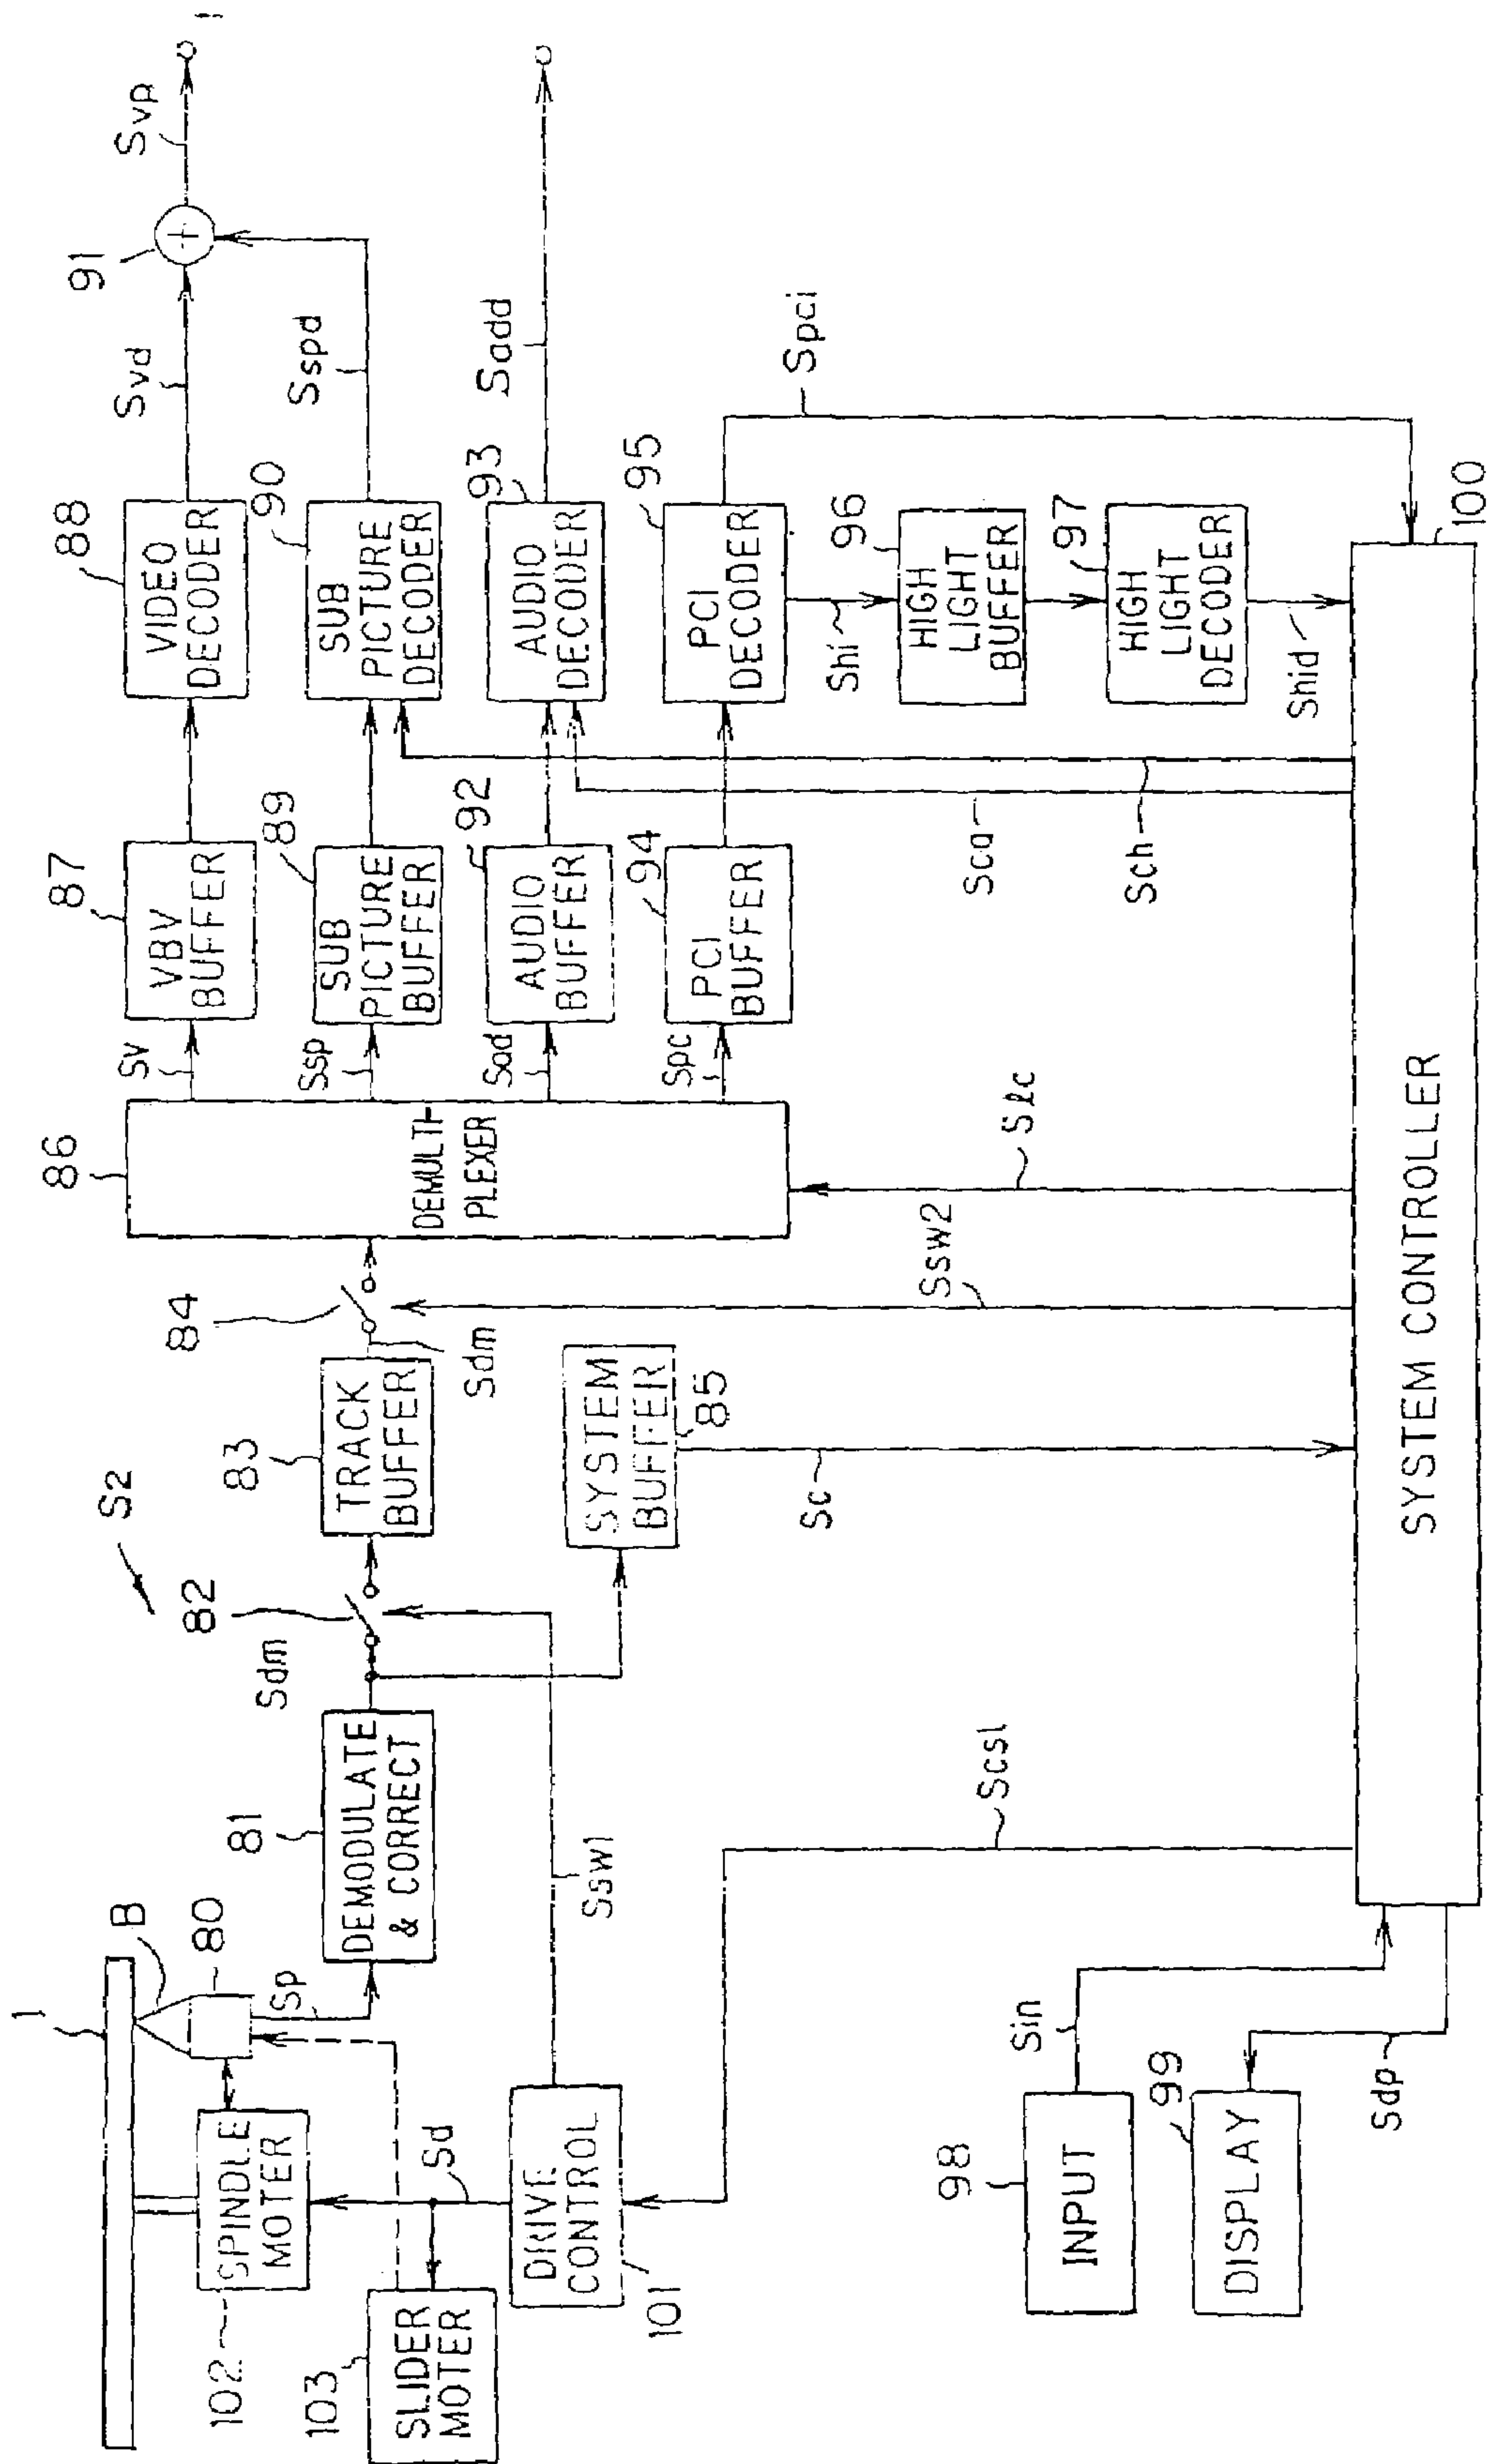 S2
1
B
80
Sp
SPINDLE
MOTER
102
SLIDER
MOTER
103
Sd
DRIVE
CONTROL
101
Ssw1
Scsl
DEMODULATE
& CORRECT
81
Sdm
82
TRACK
BUFFER
83
Sdm
84
SYSTEM
BUFFER
85
Sc
Ssw2
Slc
DEMULTI-
PLEXER
86
Sv
Ssp
Sad
Spc
VBV
BUFFER
87
SUB
PICTURE
BUFFER
89
AUDIO
BUFFER
92
PCI
BUFFER
94
VIDEO
DECODER
88
SUB
PICTURE
DECODER
90
AUDIO
DECODER
93
PCI
DECODER
95
Svd
Sspd
91
Svp
Sadd
Spci
Shi
HIGH
LIGHT
BUFFER
96
HIGH
LIGHT
DECODER
97
Shid
Sca
Sch
INPUT
98
Sin
DISPLAY
99
Sdp
SYSTEM CONTROLLER
100